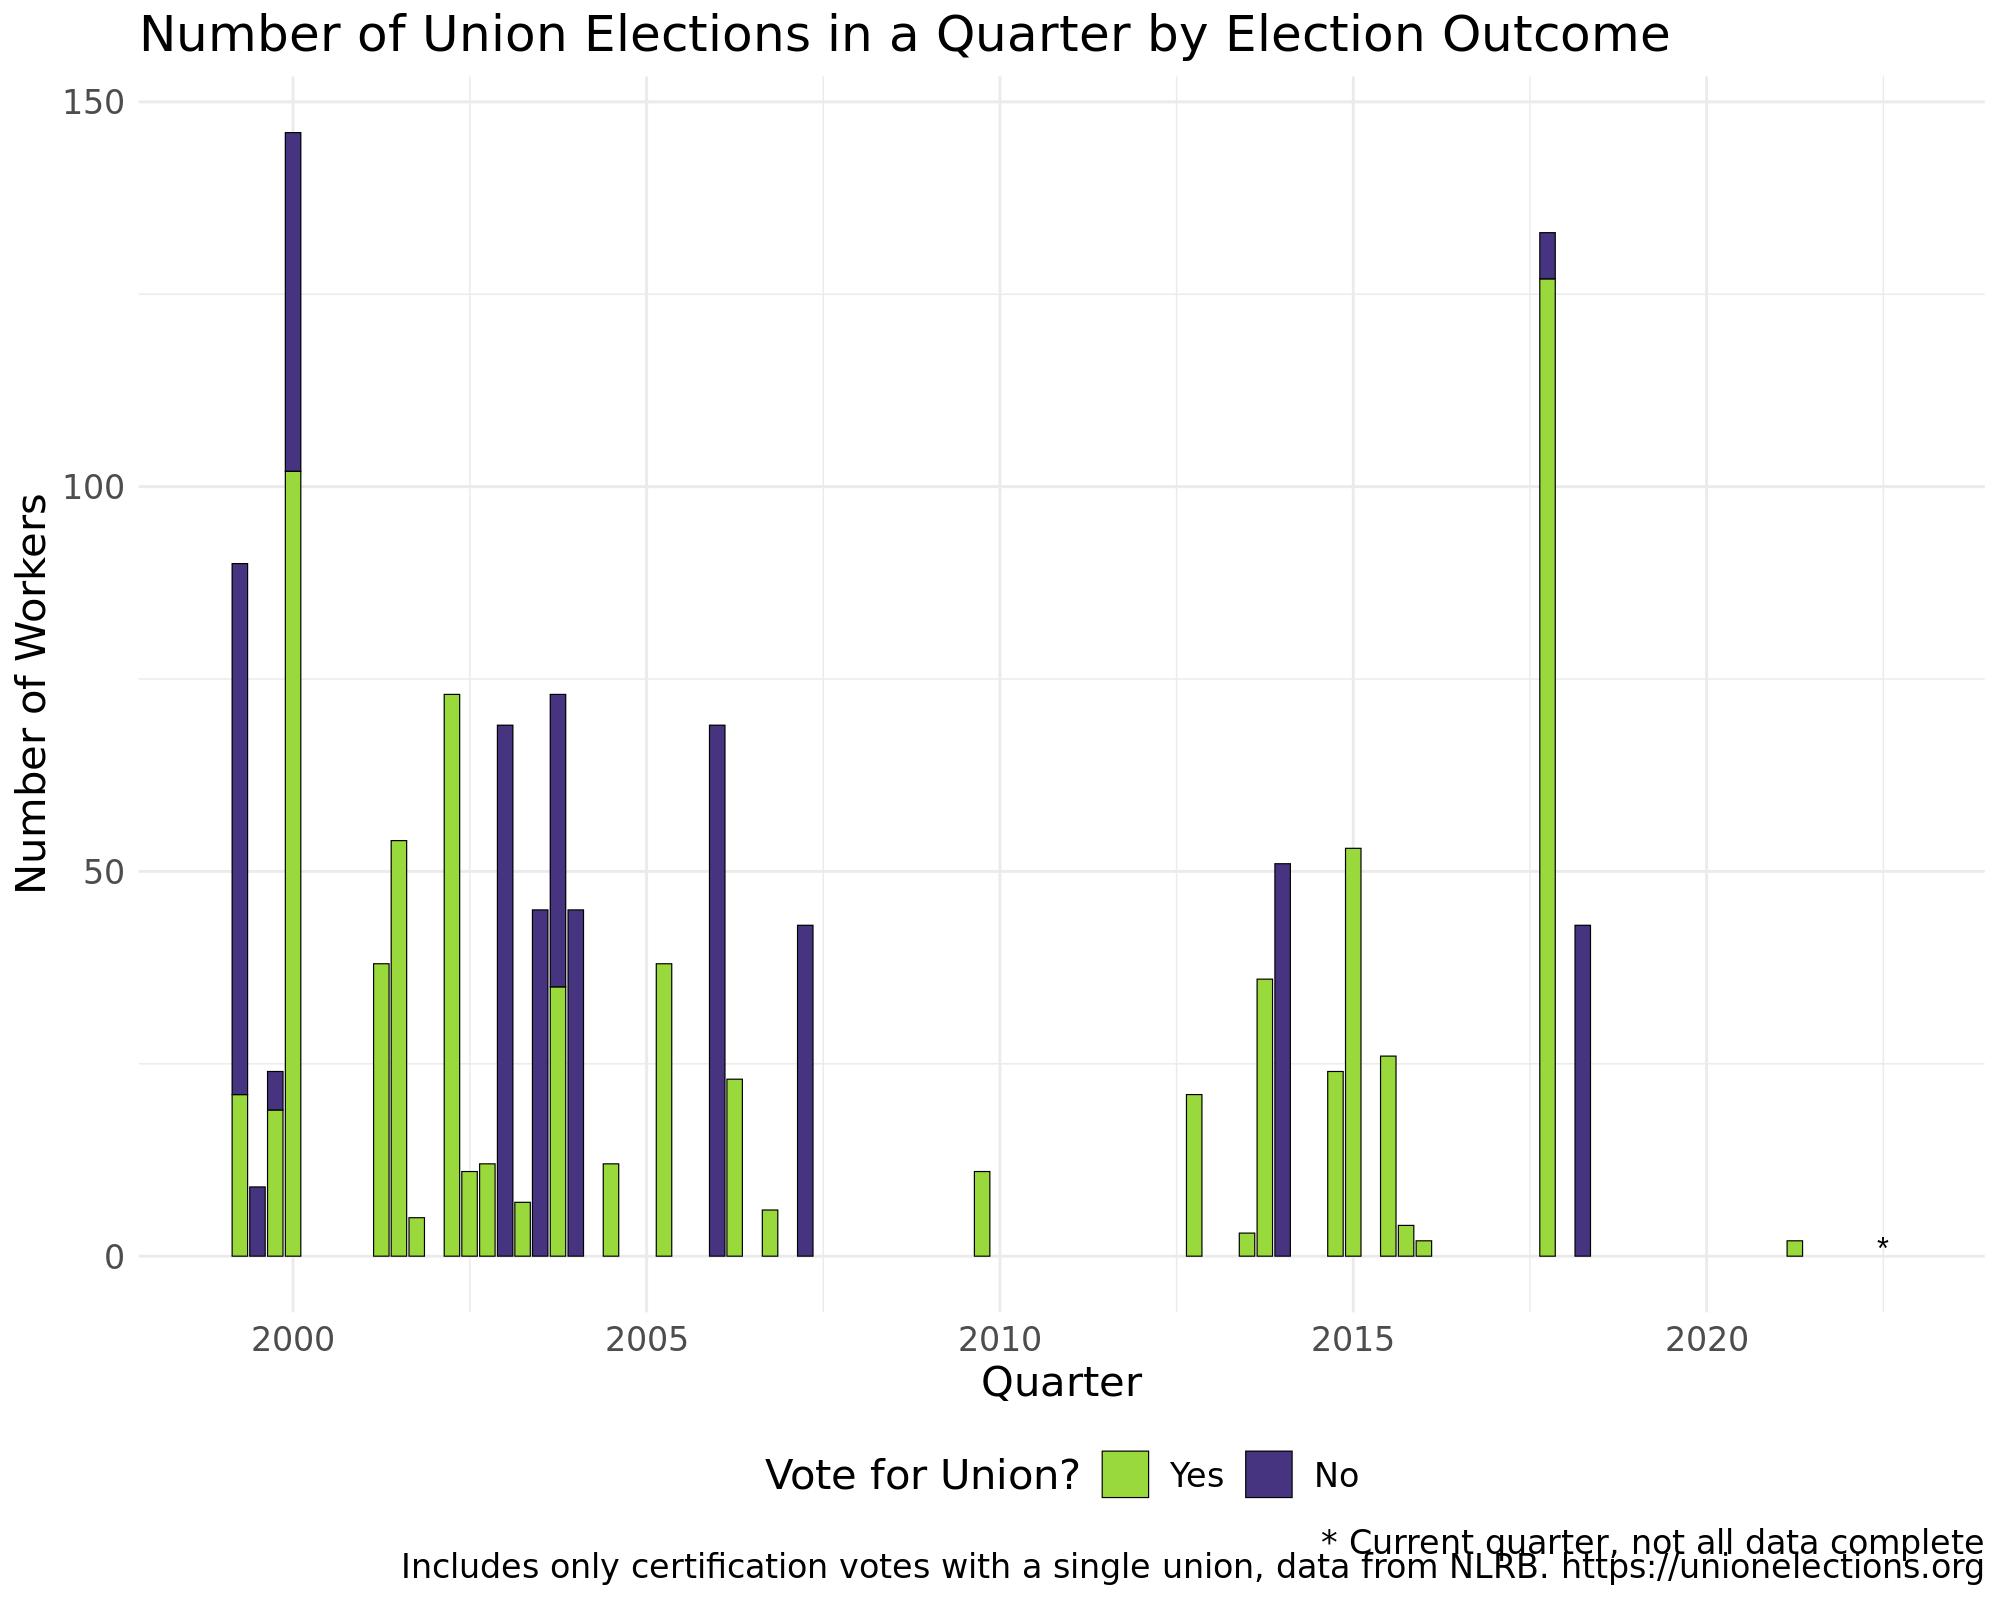 Number of Union Elections in a Quarter by Election Outcome
150
100
50
0
Number of Workers
*
2000 2005 2010 2015 2020
Quarter
Vote for Union? Yes No
* Current quarter, not all data complete
Includes only certification votes with a single union, data from NLRB. https://unionelections.org